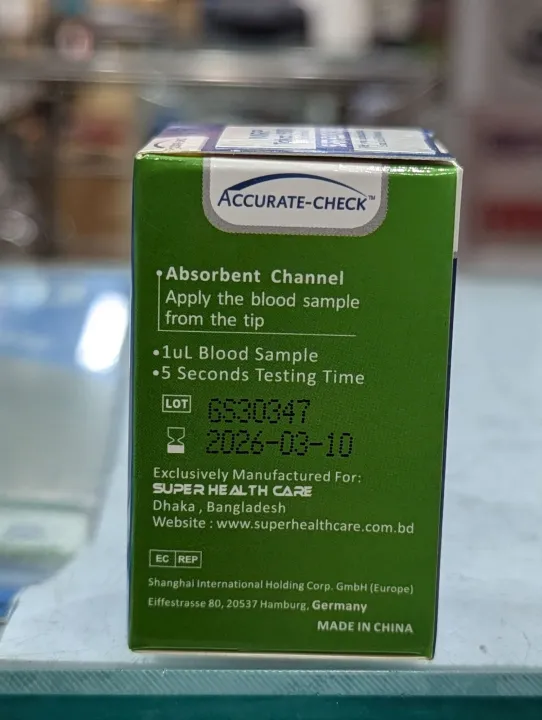 ACCURATE-CHECK™
•Absorbent Channel
Apply the blood sample
from the tip
•1uL Blood Sample
•5 Seconds Testing Time
LOT GS30347
2026-03-10
Exclusively Manufactured For:
SUPER HEALTH CARE
Dhaka , Bangladesh
Website : www.superhealthcare.com.bd
EC REP
Shanghai International Holding Corp. GmbH (Europe)
Eiffestrasse 80, 20537 Hamburg, Germany
MADE IN CHINA